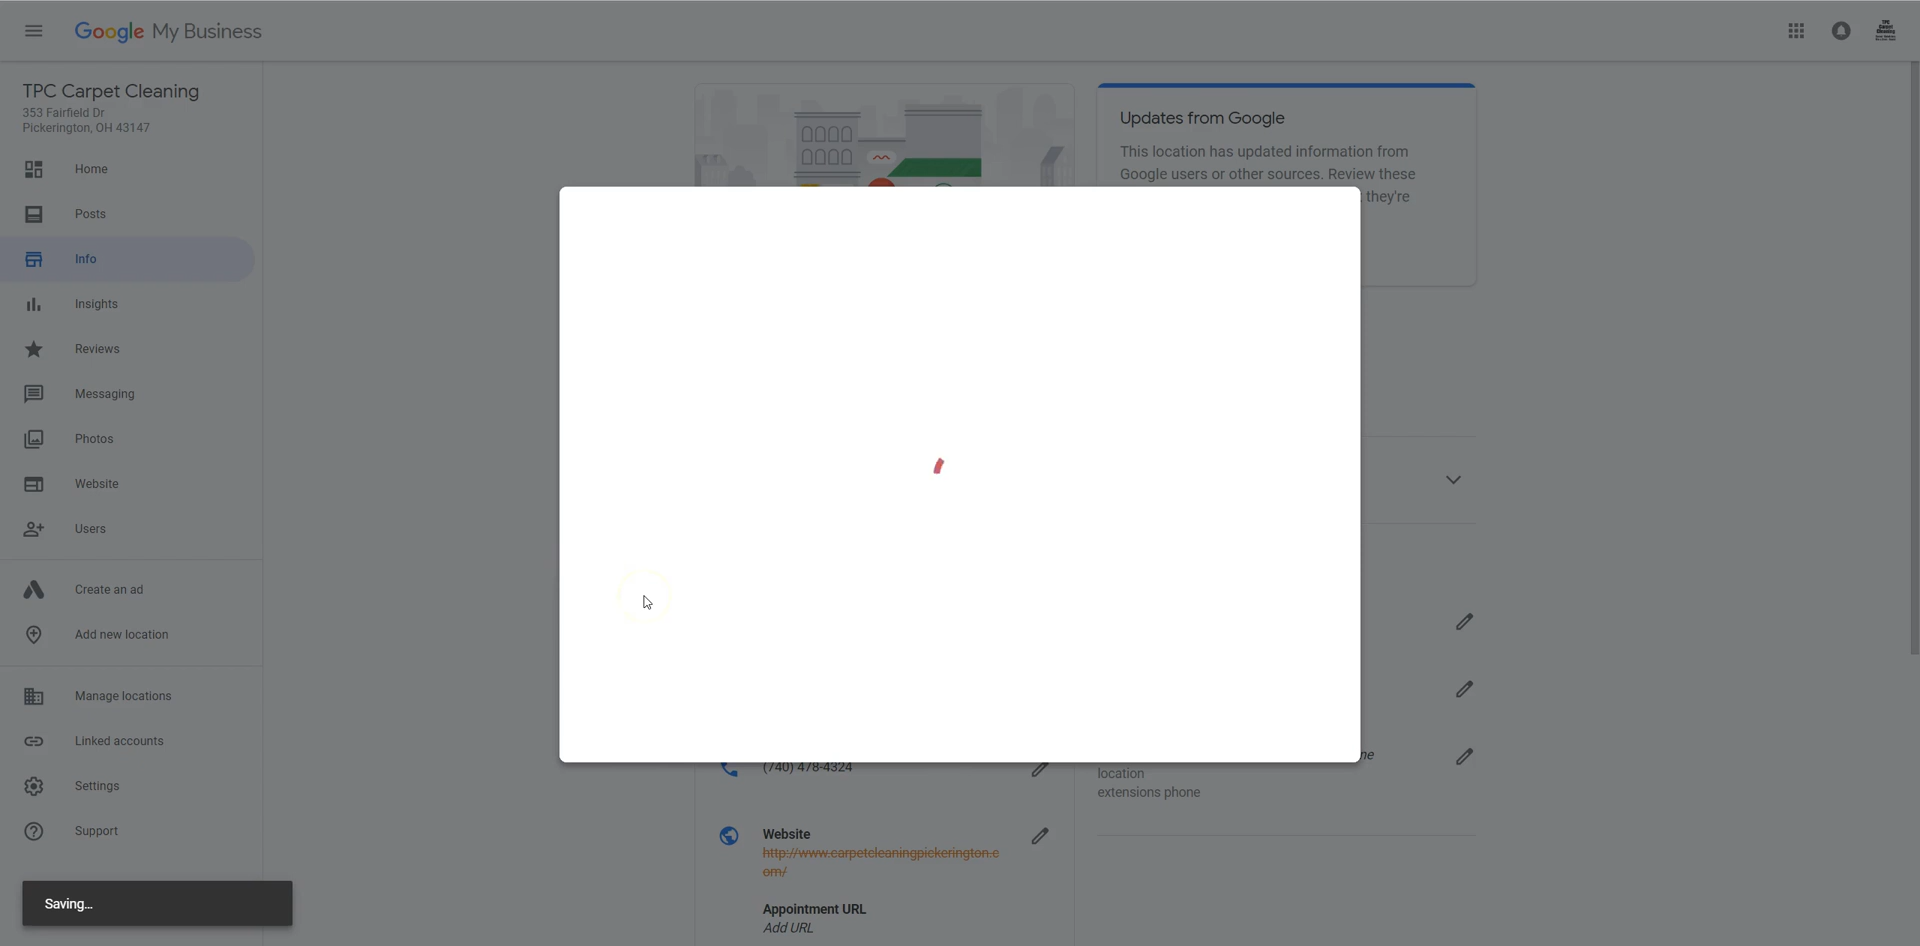 Google My Business
TPC Carpet Cleaning
353 Fairfield Dr
Pickerington, OH 43147
Home
Posts
Info
Insights
Reviews
Messaging
Photos
Website
Users
Create an ad
Add new location
Manage locations
Linked accounts
Settings
Support
Saving...
Updates from Google
This location has updated information from
Google users or other sources. Review these
they're
(740) 478-4324
Website
http://www.carpetcleaningpickerington.c
om/
Appointment URL
Add URL
location
extensions phone